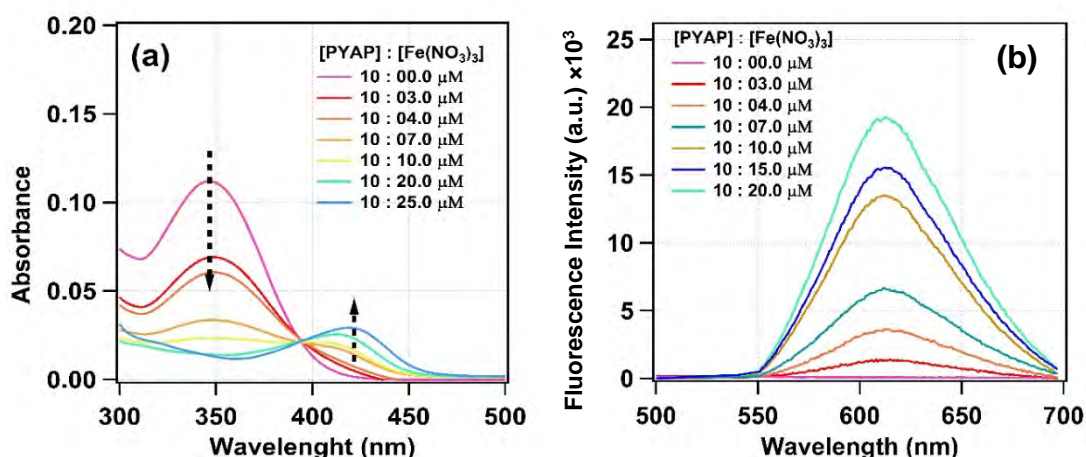 (a)
[PYAP] : [Fe(NO₃)₃]
10 : 00.0 μM
10 : 03.0 μM
10 : 04.0 μM
10 : 07.0 μM
10 : 10.0 μM
10 : 20.0 μM
10 : 25.0 μM
0.20
0.15
0.10
0.05
0.00
Absorbance
300
350
400
450
500
Wavelenght (nm)
(b)
[PYAP] : [Fe(NO₃)₃]
10 : 00.0 μM
10 : 03.0 μM
10 : 04.0 μM
10 : 07.0 μM
10 : 10.0 μM
10 : 15.0 μM
10 : 20.0 μM
25
20
15
10
5
0
Fluorescence Intensity (a.u.) ×10³
500
550
600
650
700
Wavelength (nm)